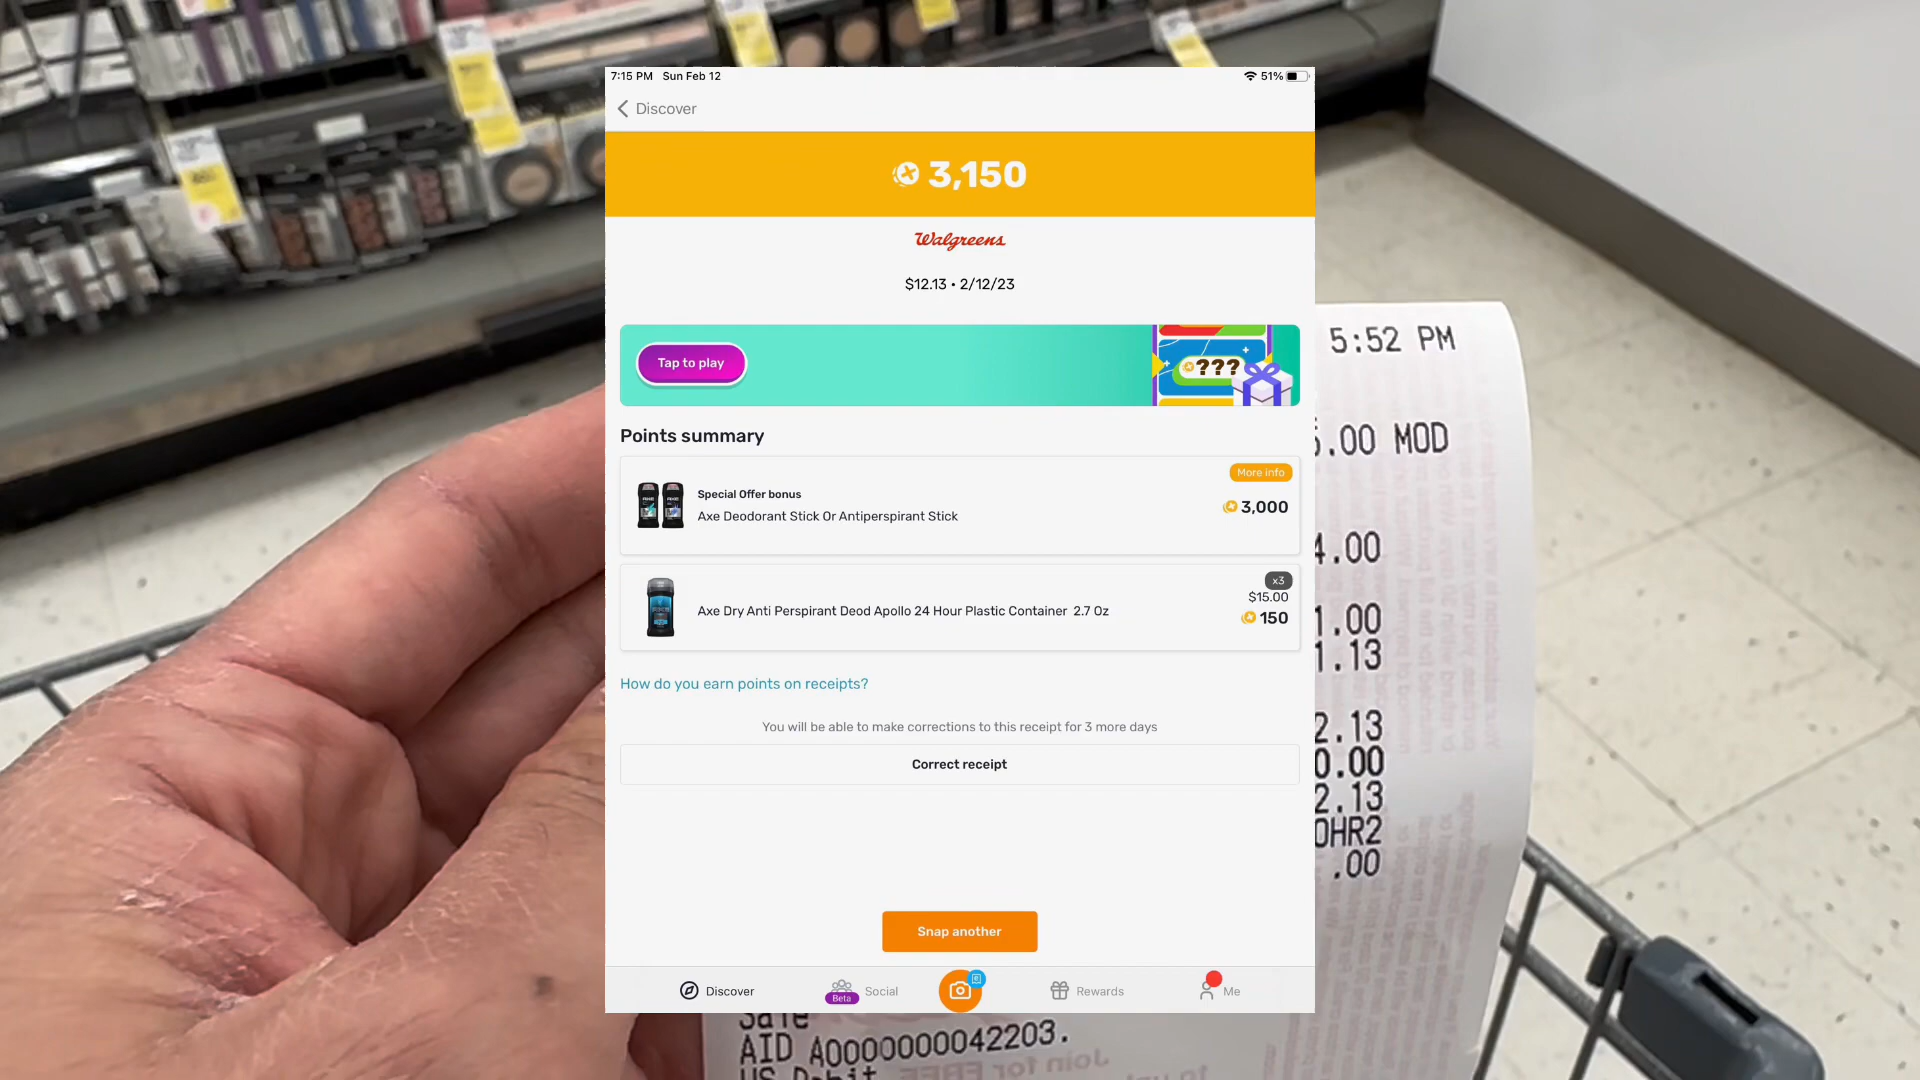 7:15 PM Sun Feb 12
51%
Discover
3,150
Walgreens
$12.13 • 2/12/23
Tap to play
???
Points summary
More info
Special Offer bonus
Axe Deodorant Stick Or Antiperspirant Stick
3,000
x3
$15.00
Axe Dry Anti Perspirant Deod Apollo 24 Hour Plastic Container 2.7 Oz
150
How do you earn points on receipts?
You will be able to make corrections to this receipt for 3 more days
Correct receipt
Snap another
Discover
Beta
Social
Rewards
Me
5:52 PM
.00 MOD
4.00
1.00
1.13
2.13
0.00
2.13
OHR2
.00
AID A0000000042203.
US Debit